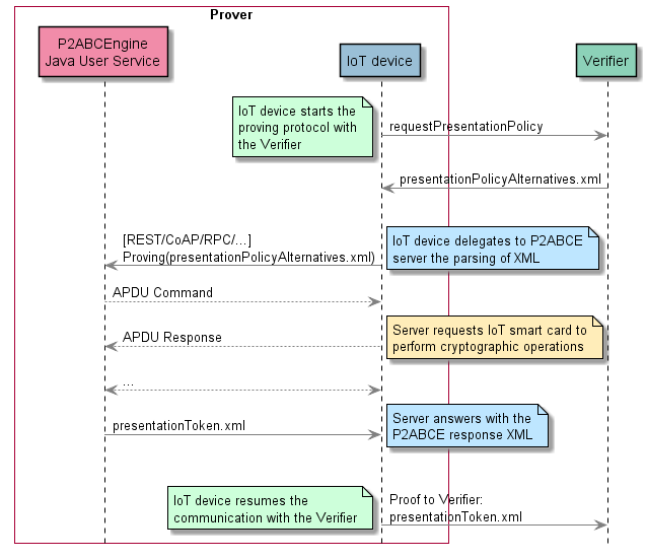 Prover
P2ABCEngine
Java User Service
IoT device
Verifier
IoT device starts the
proving protocol with
the Verifier
requestPresentationPolicy
presentationPolicyAlternatives.xml
[REST/CoAP/RPC/...]
Proving(presentationPolicyAlternatives.xml)
IoT device delegates to P2ABCE
server the parsing of XML
APDU Command
APDU Response
Server requests IoT smart card to
perform cryptographic operations
...
presentationToken.xml
Server answers with the
P2ABCE response XML
IoT device resumes the
communication with the Verifier
Proof to Verifier:
presentationToken.xml